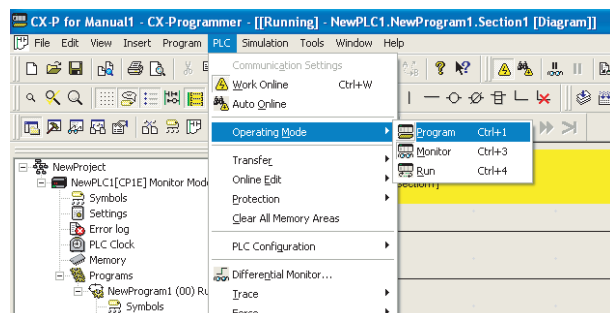 CX-P for Manual1 - CX-Programmer - [[Running] - NewPLC1.NewProgram1.Section1 [Diagram]]
File Edit View Insert Program PLC Simulation Tools Window Help
Communication Settings
Work Online Ctrl+W
Auto Online
Operating Mode
Program Ctrl+1
Monitor Ctrl+3
Run Ctrl+4
Transfer
Online Edit
Protection
Clear All Memory Areas
PLC Configuration
Differential Monitor...
Trace
Force
NewProject
NewPLC1[CP1E] Monitor Mod
Symbols
Settings
Error log
PLC Clock
Memory
Programs
NewProgram1 (00) Ru
Symbols